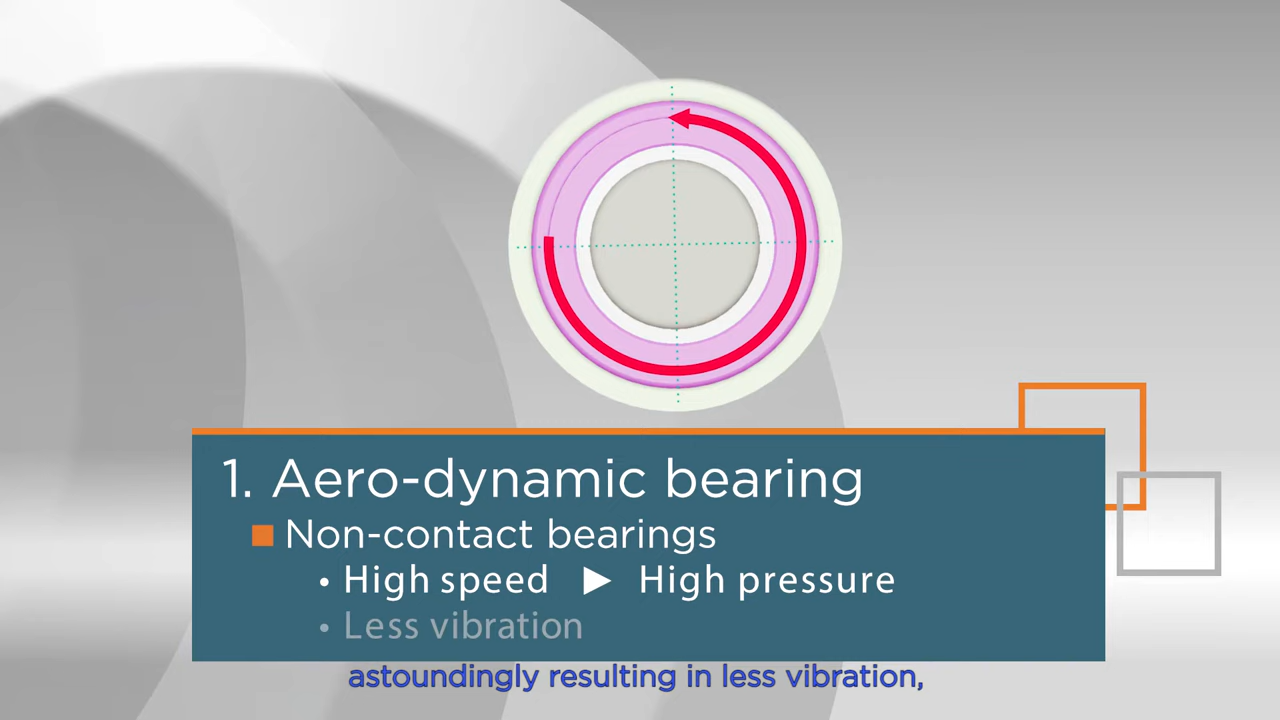 1. Aero-dynamic bearing
Non-contact bearings
• High speed ▶ High pressure
• Less vibration
astoundingly resulting in less vibration,